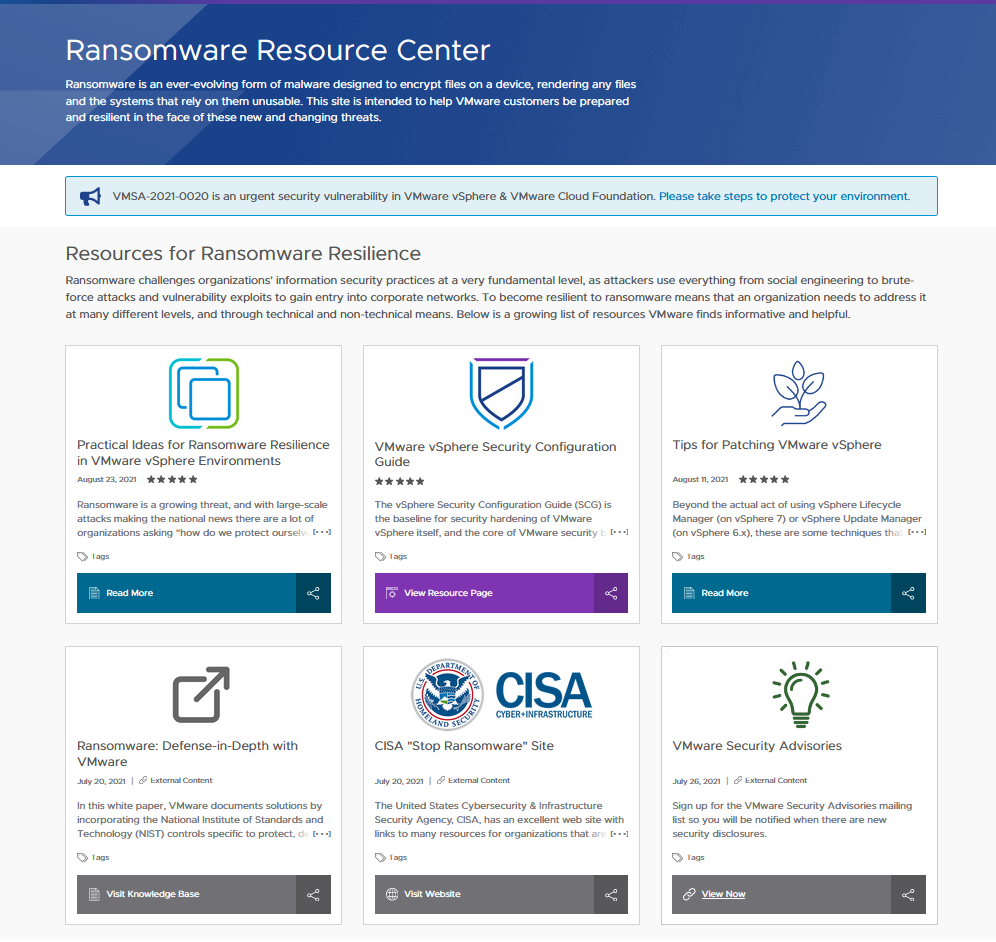 Ransomware Resource Center
Ransomware is an ever-evolving form of malware designed to encrypt files on a device, rendering any files
and the systems that rely on them unusable. This site is intended to help VMware customers be prepared
and resilient in the face of these new and changing threats.
VMSA-2021-0020 is an urgent security vulnerability in VMware vSphere & VMware Cloud Foundation. Please take steps to protect your environment.
Resources for Ransomware Resilience
Ransomware challenges organizations' information security practices at a very fundamental level, as attackers use everything from social engineering to brute-
force attacks and vulnerability exploits to gain entry into corporate networks. To become resilient to ransomware means that an organization needs to address it
at many different levels, and through technical and non-technical means. Below is a growing list of resources VMware finds informative and helpful.
Practical Ideas for Ransomware Resilience
in VMware vSphere Environments
August 23, 2021
Ransomware is a growing threat, and with large-scale
attacks making the national news there are a lot of
organizations asking "how do we protect ourselv [···]
Tags
Read More
VMware vSphere Security Configuration
Guide
The vSphere Security Configuration Guide (SCG) is
the baseline for security hardening of VMware
vSphere itself, and the core of VMware security b [···]
Tags
View Resource Page
Tips for Patching VMware vSphere
August 11, 2021
Beyond the actual act of using vSphere Lifecycle
Manager (on vSphere 7) or vSphere Update Manager
(on vSphere 6.x), these are some techniques that [···]
Tags
Read More
Ransomware: Defense-in-Depth with
VMware
July 20, 2021 | External Content
In this white paper, VMware documents solutions by
incorporating the National Institute of Standards and
Technology (NIST) controls specific to protect, d [···]
Tags
Visit Knowledge Base
U.S. DEPARTMENT OF
HOMELAND SECURITY
CISA
CYBER+INFRASTRUCTURE
CISA "Stop Ransomware" Site
July 20, 2021 | External Content
The United States Cybersecurity & Infrastructure
Security Agency, CISA, has an excellent web site with
links to many resources for organizations that are [···]
Tags
Visit Website
VMware Security Advisories
July 26, 2021 | External Content
Sign up for the VMware Security Advisories mailing
list so you will be notified when there are new
security disclosures.
Tags
View Now